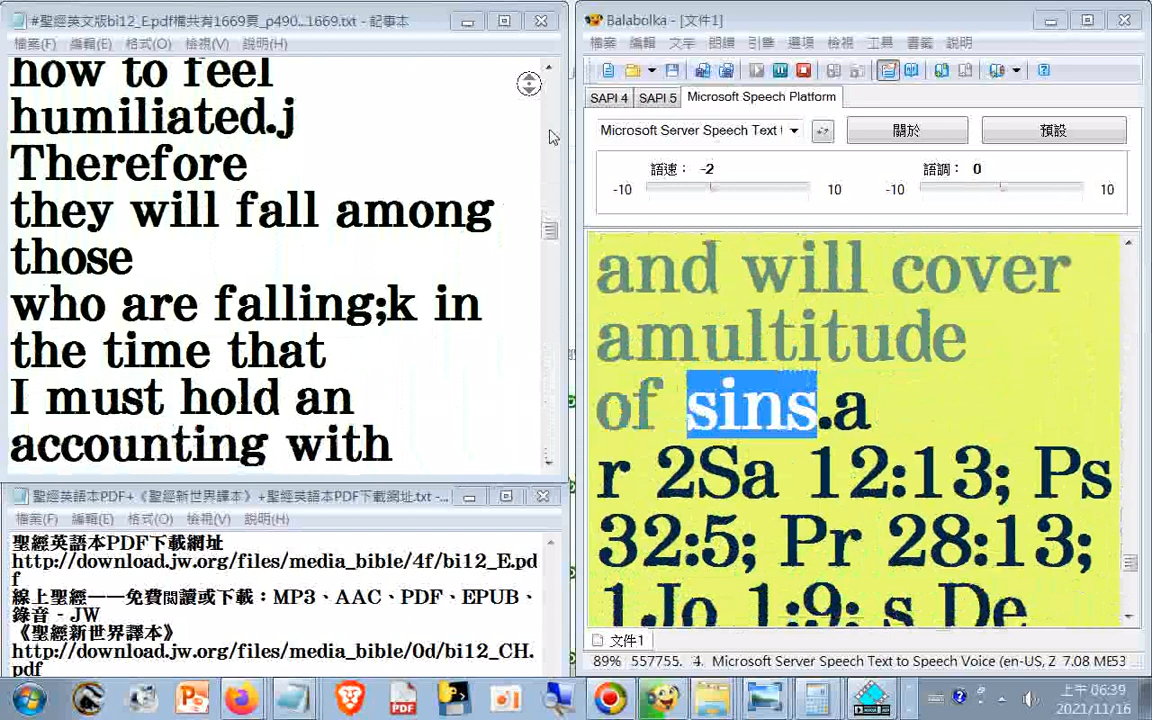 #聖經英文版bi12_E.pdf檔共有1669頁_p490...1669.txt - 記事本
檔案(F) 編輯(E) 格式(O) 檢視(V) 說明(H)
how to feel
humiliated.j
Therefore
they will fall among
those
who are falling;k in
the time that
I must hold an
accounting with
聖經英語本PDF+《聖經新世界譯本》+聖經英語本PDF下載網址.txt -...
檔案(F) 編輯(E) 格式(O) 檢視(V) 說明(H)
聖經英語本PDF下載網址
http://download.jw.org/files/media_bible/4f/bi12_E.pd
f
線上聖經——免費閱讀或下載：MP3、AAC、PDF、EPUB、
錄音 - JW
《聖經新世界譯本》
http://download.jw.org/files/media_bible/0d/bi12_CH.
pdf
Balabolka - [文件1]
檔案 編輯 文字 朗讀 引擎 選項 檢視 工具 書籤 說明
SAPI 4 SAPI 5 Microsoft Speech Platform
Microsoft Server Speech Text 關於 預設
語速： -2 語調： 0
-10 10 -10 10
and will cover
amultitude
of sins.a
r 2Sa 12:13; Ps
32:5; Pr 28:13;
1Jo 1:9; s De
文件1
89% 557755. 4. Microsoft Server Speech Text to Speech Voice (en-US, Z 7.08 ME53
上午 06:39
2021/11/16